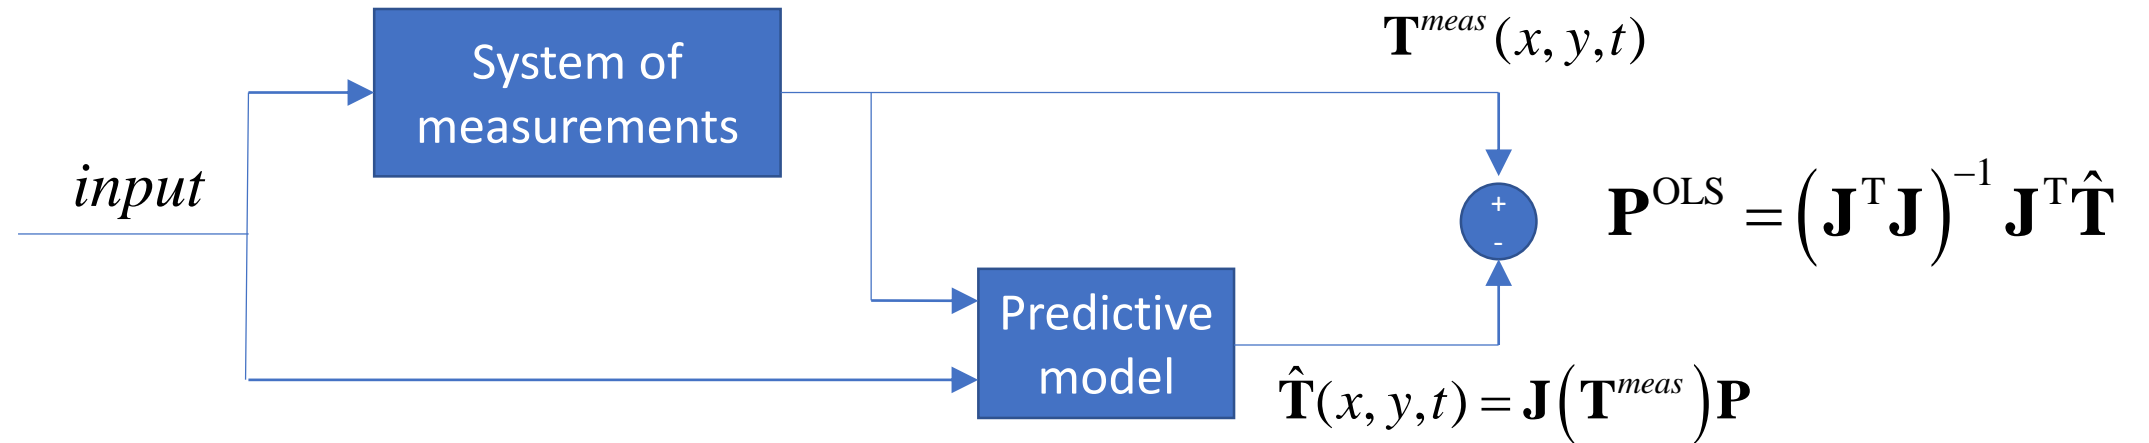 System of
measurements
T^{meas}(x, y,t)
input
+
-
P^{OLS} = (J^T J)^{-1} J^T T̂
Predictive
model
T̂(x, y,t) = J(T^{meas})P